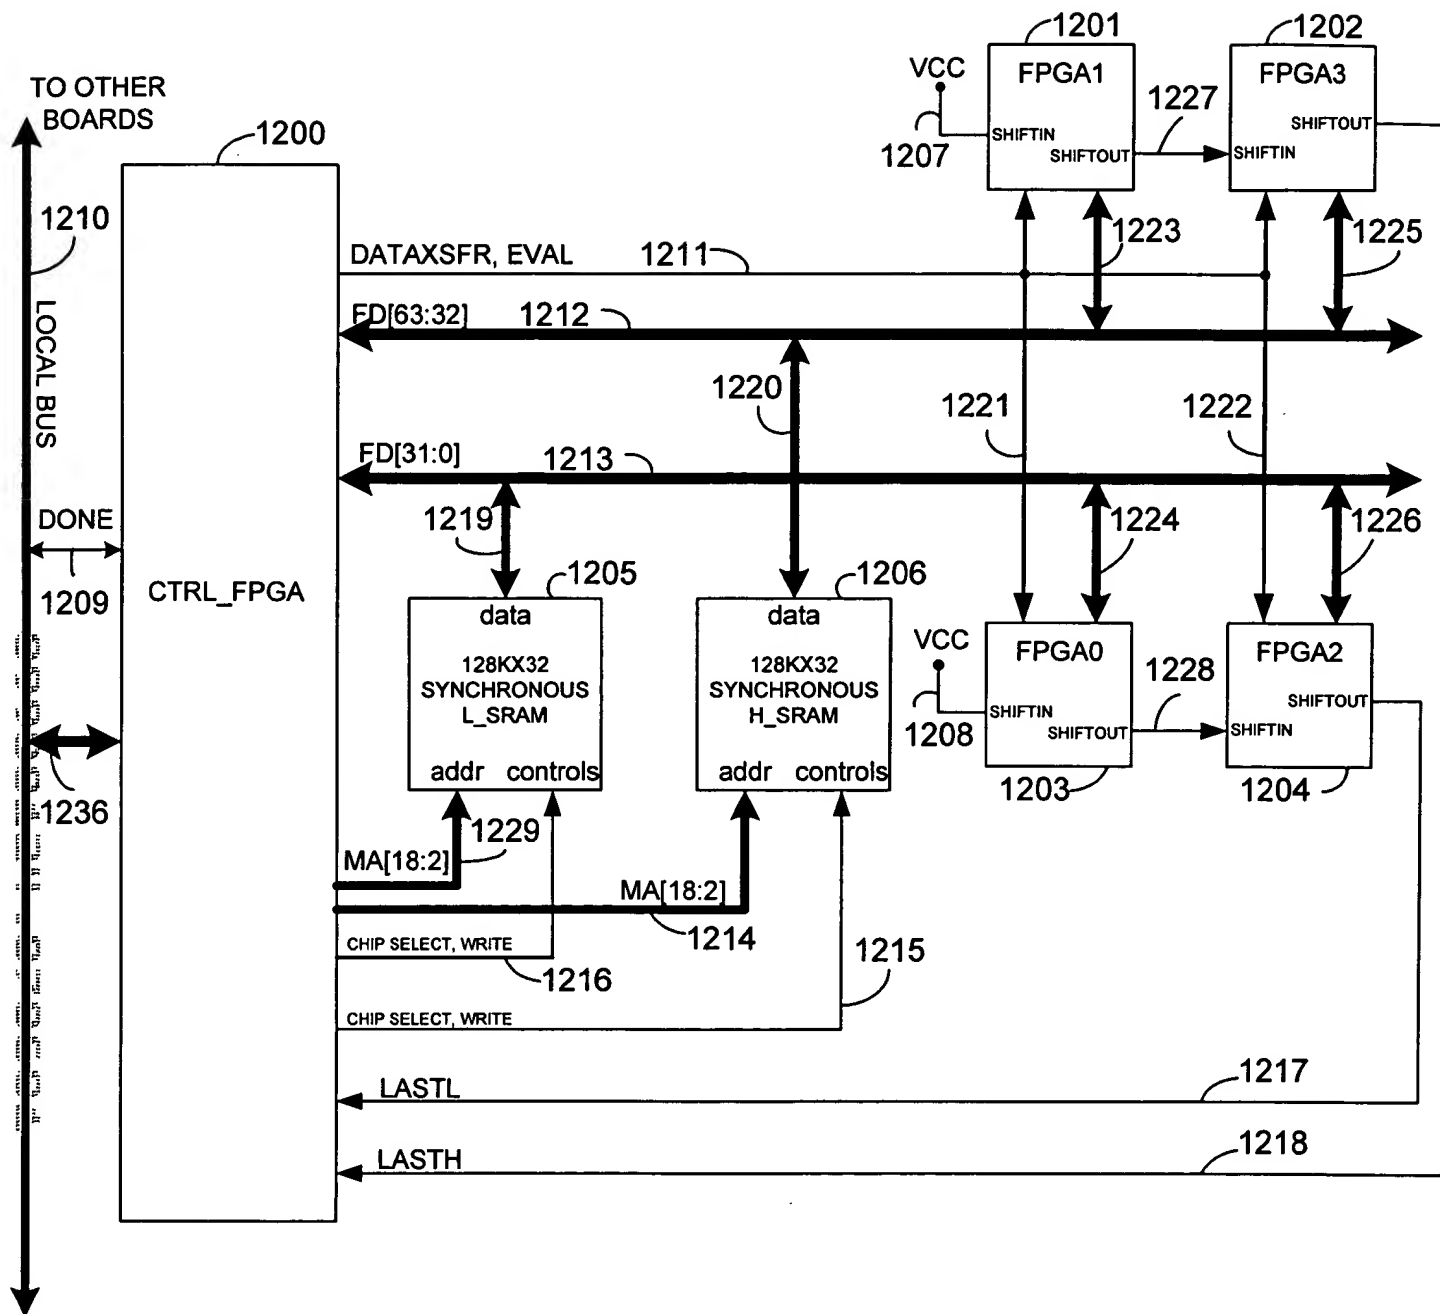 1201
1202
TO OTHER
BOARDS
VCC
FPGA1
1227
FPGA3
1200
SHIFTOUT
1207
SHIFTIN
SHIFTOUT
SHIFTIN
1210
DATAXSFR, EVAL
1211
1223
1225
LOCAL BUS
FD[63:32]
1212
1220
1221
1222
FD[31:0]
1213
DONE
1219
1224
1226
1209
CTRL_FPGA
1205
1206
data
data
VCC
FPGA0
1228
FPGA2
128KX32
SYNCHRONOUS
L_SRAM
128KX32
SYNCHRONOUS
H_SRAM
SHIFTOUT
1208
SHIFTIN
SHIFTOUT
SHIFTIN
addr controls
addr controls
1203
1204
1236
1229
MA[18:2]
MA[18:2]
1214
1215
CHIP SELECT, WRITE
1216
CHIP SELECT, WRITE
LASTL
1217
LASTH
1218